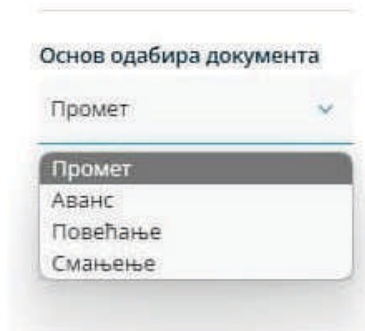 Основ одабира документа
Промет
Промет
Аванс
Повећање
Смањење